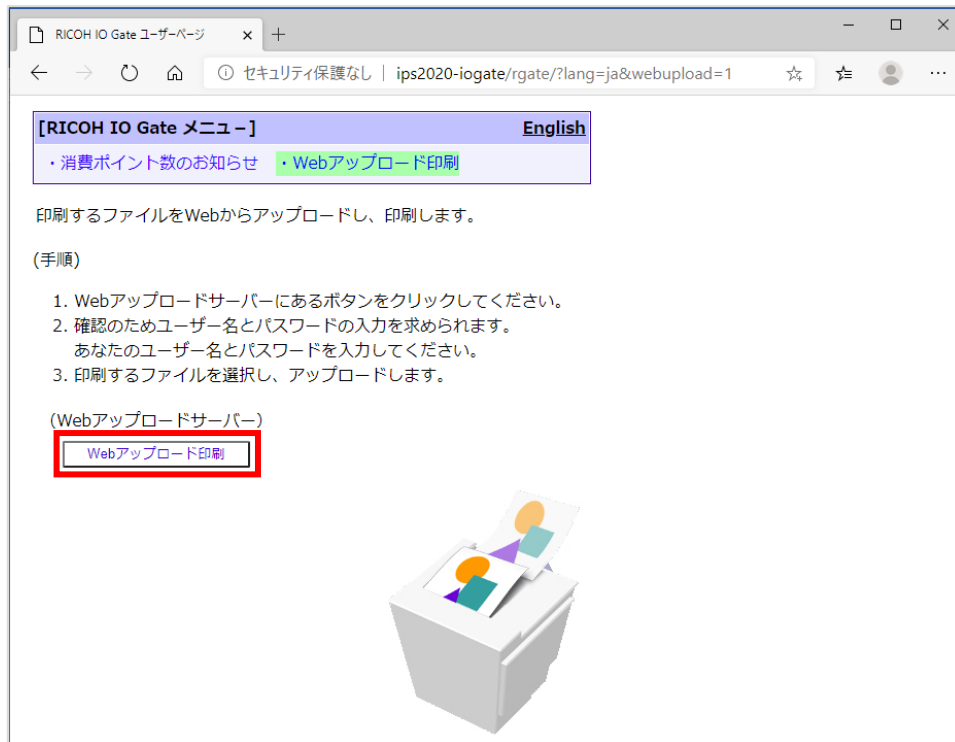 RICOH IO Gate ユーザーページ
セキュリティ保護なし | ips2020-iogate/rgate/?lang=ja&webupload=1
[RICOH IO Gate メニュー] English
・消費ポイント数のお知らせ ・Webアップロード印刷
印刷するファイルをWebからアップロードし、印刷します。
(手順)
1. Webアップロードサーバーにあるボタンをクリックしてください。
2. 確認のためユーザー名とパスワードの入力を求められます。
あなたのユーザー名とパスワードを入力してください。
3. 印刷するファイルを選択し、アップロードします。
(Webアップロードサーバー)
Webアップロード印刷